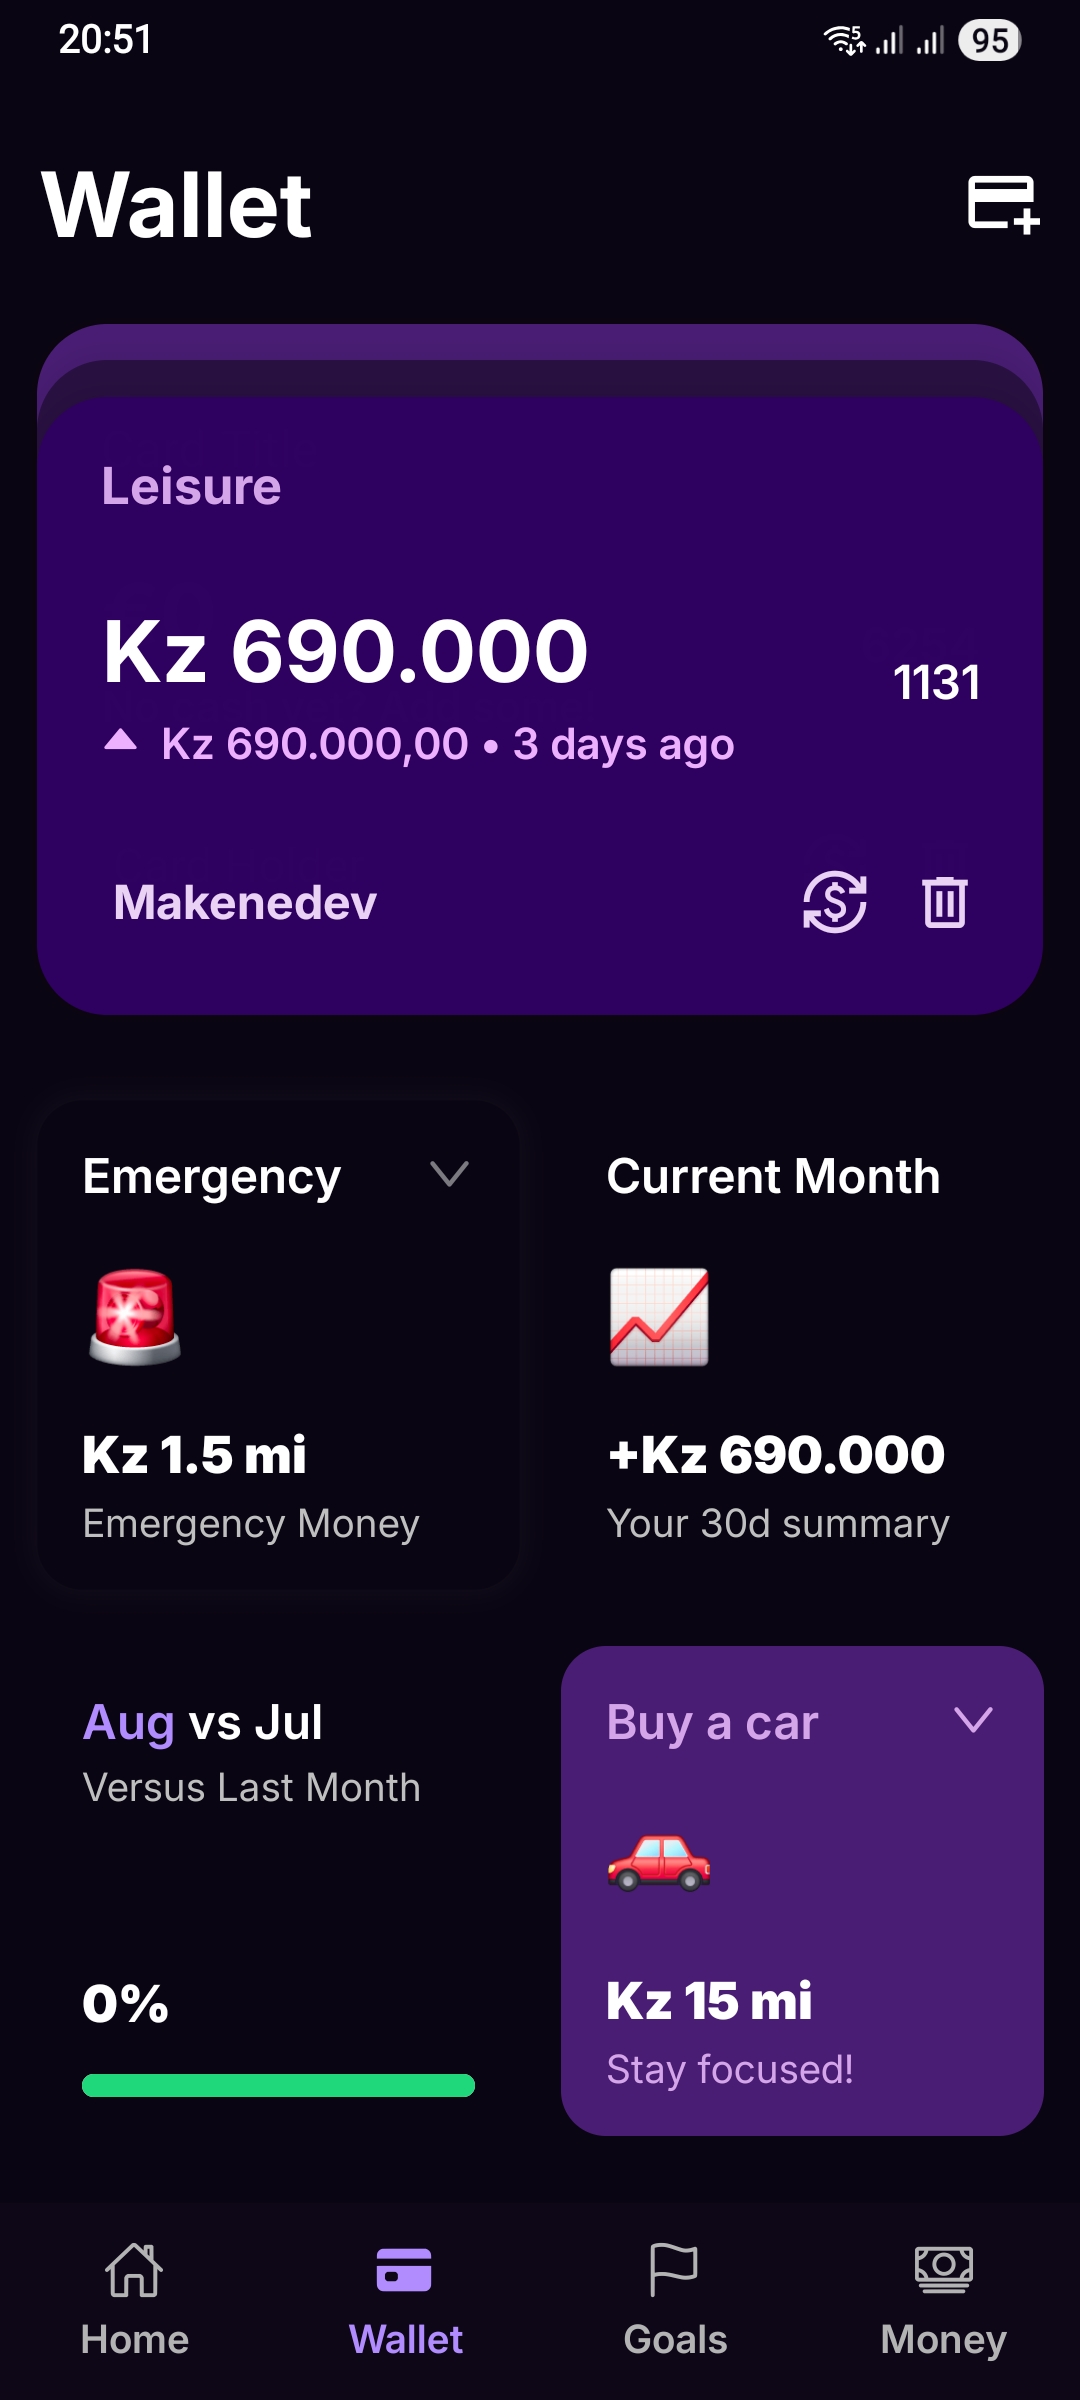 20:51
5
95
Wallet
Leisure
Kz 690.000
1131
Kz 690.000,00 • 3 days ago
Makenedev
Emergency
Current Month
Kz 1.5 mi
+Kz 690.000
Emergency Money
Your 30d summary
Aug vs Jul
Buy a car
Versus Last Month
0%
Kz 15 mi
Stay focused!
Home
Wallet
Goals
Money